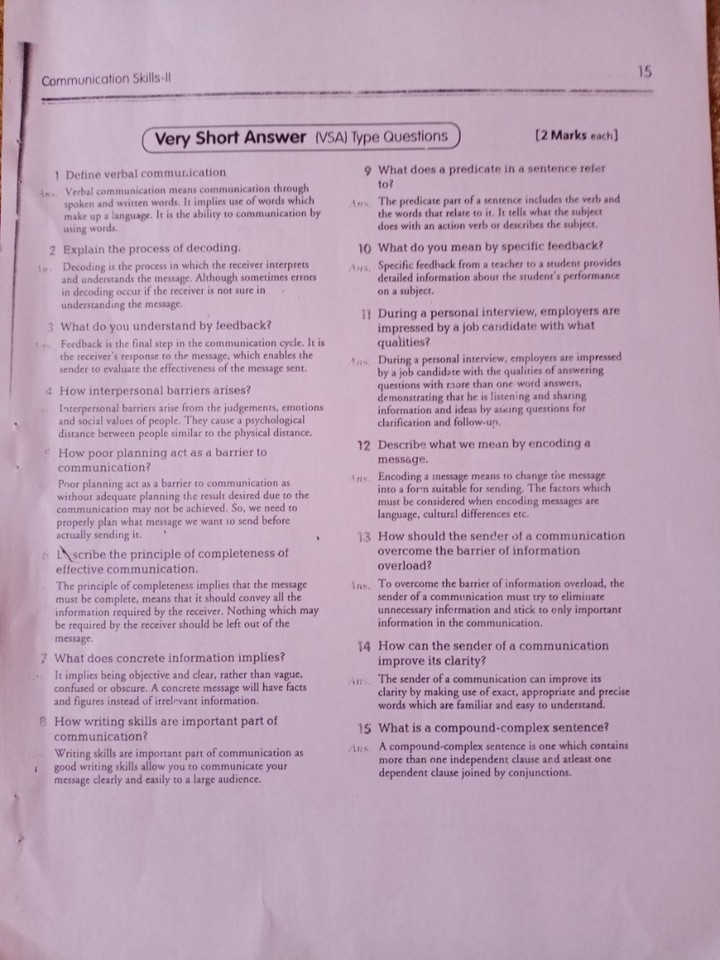 Communication Skills-II
15
Very Short Answer (VSA) Type Questions
[2 Marks each]
1 Define verbal communication
Ans. Verbal communication means communication through
spoken and written words. It implies use of words which
make up a language. It is the ability to communicate by
using words.
2 Explain the process of decoding.
Ans. Decoding is the process in which the receiver interprets
and understands the message. Although sometimes errors
in decoding occur if the receiver is not sure in
understanding the message.
3 What do you understand by feedback?
Ans. Feedback is the final step in the communication cycle. It is
the receiver's response to the message, which enables the
sender to evaluate the effectiveness of the message sent.
4 How interpersonal barriers arises?
Interpersonal barriers arise from the judgements, emotions
and social values of people. They cause a psychological
distance between people similar to the physical distance.
How poor planning act as a barrier to
communication?
Poor planning act as a barrier to communication as
without adequate planning the result desired due to the
communication may not be achieved. So, we need to
properly plan what message we want to send before
actually sending it.
6 Describe the principle of completeness of
effective communication.
The principle of completeness implies that the message
must be complete, means that it should convey all the
information required by the receiver. Nothing which may
be required by the receiver should be left out of the
message.
7 What does concrete information implies?
It implies being objective and clear, rather than vague,
confused or obscure. A concrete message will have facts
and figures instead of irrelevant information.
8 How writing skills are important part of
communication?
Writing skills are important part of communication as
good writing skills allow you to communicate your
message clearly and easily to a large audience.
9 What does a predicate in a sentence refer
to?
Ans. The predicate part of a sentence includes the verb and
the words that relate to it. It tells what the subject
does with an action verb or describes the subject.
10 What do you mean by specific feedback?
Ans. Specific feedback from a teacher to a student provides
detailed information about the student's performance
on a subject.
11 During a personal interview, employers are
impressed by a job candidate with what
qualities?
Ans. During a personal interview, employers are impressed
by a job candidate with the qualities of answering
questions with more than one word answers,
demonstrating that he is listening and sharing
information and ideas by asking questions for
clarification and follow-up.
12 Describe what we mean by encoding a
message.
Ans. Encoding a message means to change the message
into a form suitable for sending. The factors which
must be considered when encoding messages are
language, cultural differences etc.
13 How should the sender of a communication
overcome the barrier of information
overload?
Ans. To overcome the barrier of information overload, the
sender of a communication must try to eliminate
unnecessary information and stick to only important
information in the communication.
14 How can the sender of a communication
improve its clarity?
Ans. The sender of a communication can improve its
clarity by making use of exact, appropriate and precise
words which are familiar and easy to understand.
15 What is a compound-complex sentence?
Ans. A compound-complex sentence is one which contains
more than one independent clause and atleast one
dependent clause joined by conjunctions.